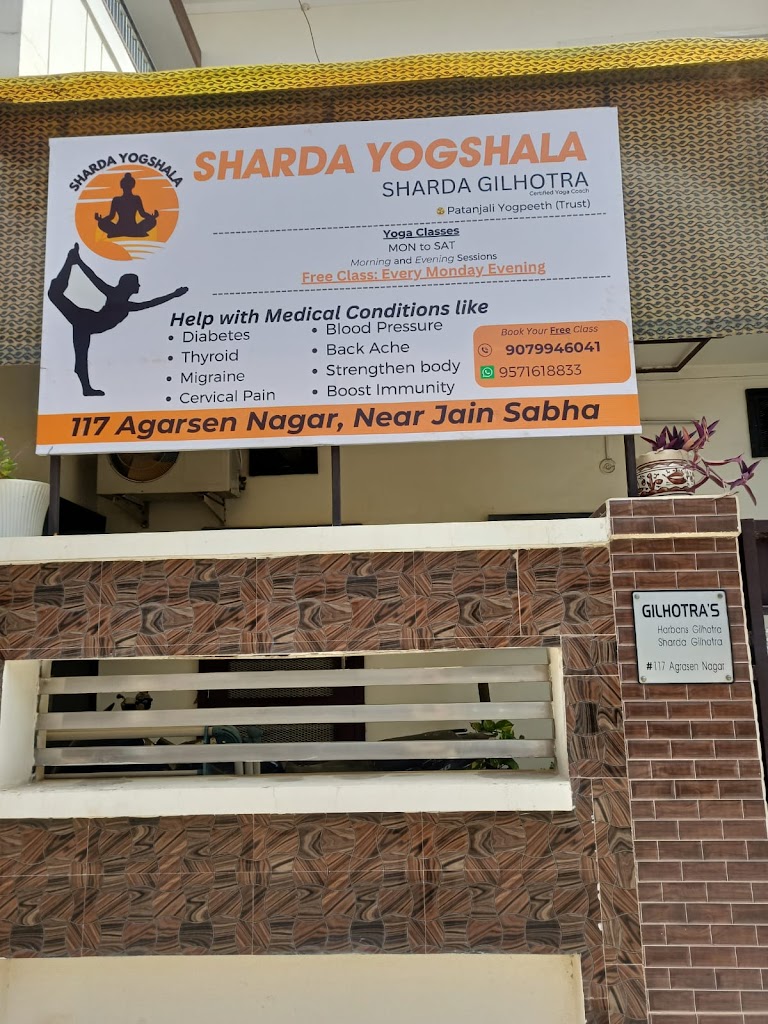 SHARDA YOGSHALA
SHARDA YOGSHALA
SHARDA GILHOTRA
Certified Yoga Coach
Patanjali Yogpeeth (Trust)
Yoga Classes
MON to SAT
Morning and Evening Sessions
Free Class: Every Monday Evening
Help with Medical Conditions like
• Diabetes
• Thyroid
• Migraine
• Cervical Pain
• Blood Pressure
• Back Ache
• Strengthen body
• Boost Immunity
Book Your Free Class
9079946041
9571618833
117 Agarsen Nagar, Near Jain Sabha
GILHOTRA'S
Harbans Gilhotra
Sharda Gilhotra
#117 Agrasen Nagar